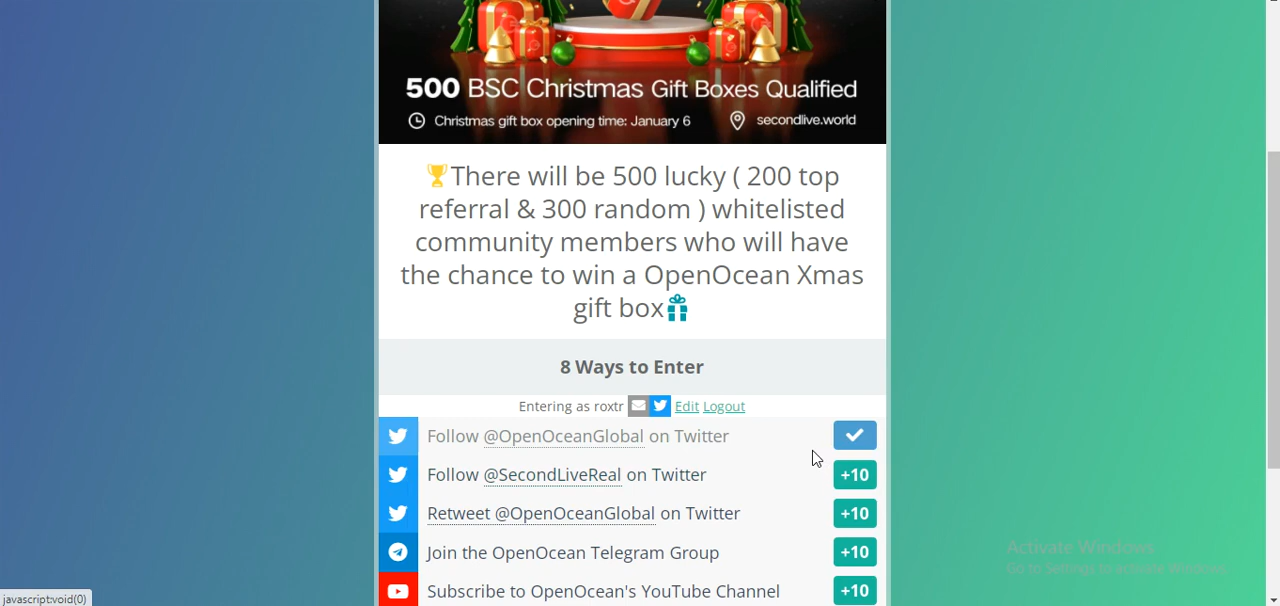 500 BSC Christmas Gift Boxes Qualified
Christmas gift box opening time: January 6 secondlive.world
There will be 500 lucky ( 200 top
referral & 300 random ) whitelisted
community members who will have
the chance to win a OpenOcean Xmas
gift box
8 Ways to Enter
Entering as roxtr Edit Logout
Follow @OpenOceanGlobal on Twitter
Follow @SecondLiveReal on Twitter +10
Retweet @OpenOceanGlobal on Twitter +10
Join the OpenOcean Telegram Group +10
Subscribe to OpenOcean's YouTube Channel +10
Activate Windows
Go to Settings to activate Windows.
javascript:void(0)